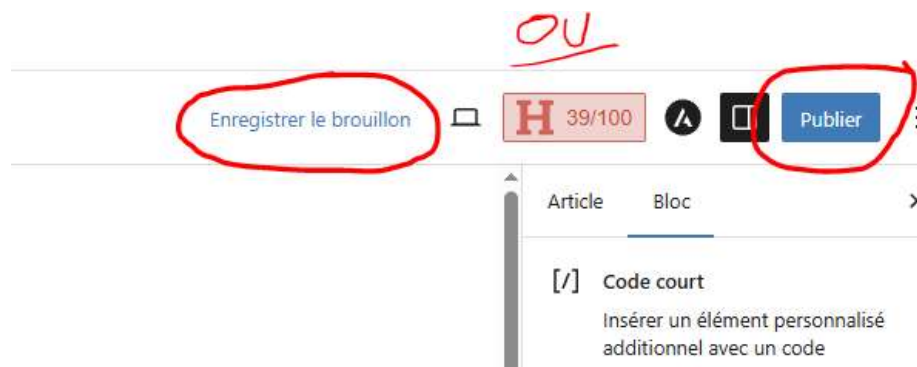 OU
Enregistrer le brouillon H 39/100 Publier
Article Bloc
[/] Code court
Insérer un élément personnalisé
additionnel avec un code